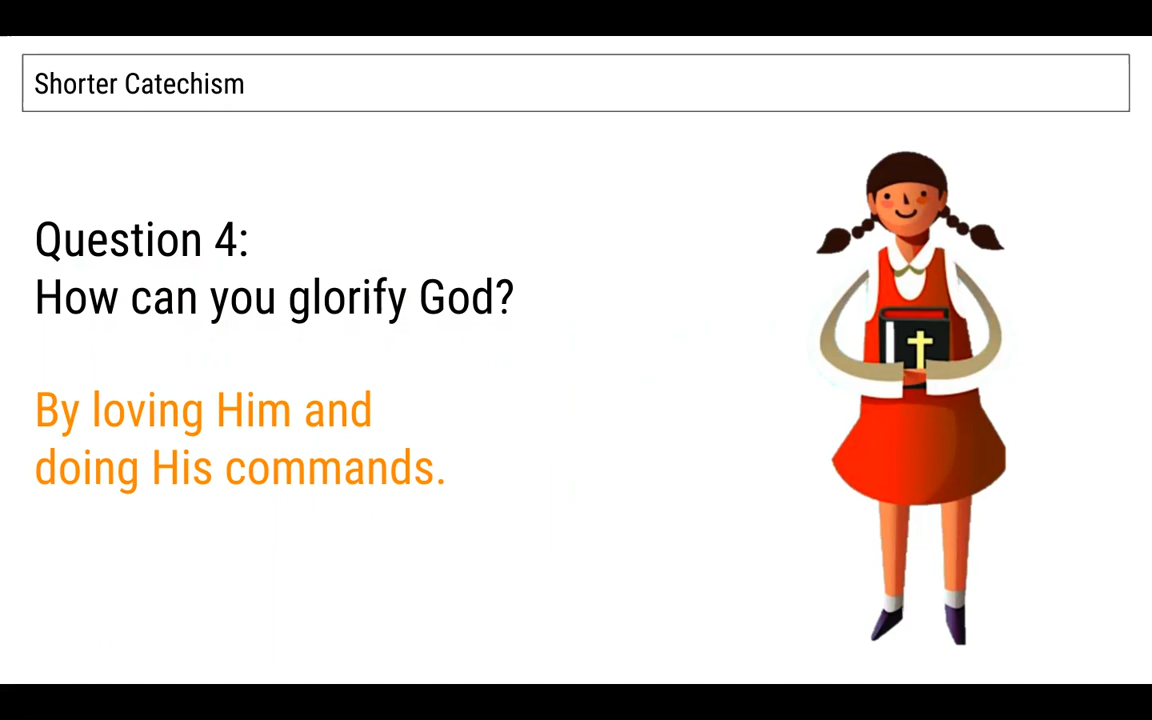 Shorter Catechism
Question 4:
How can you glorify God?
By loving Him and
doing His commands.